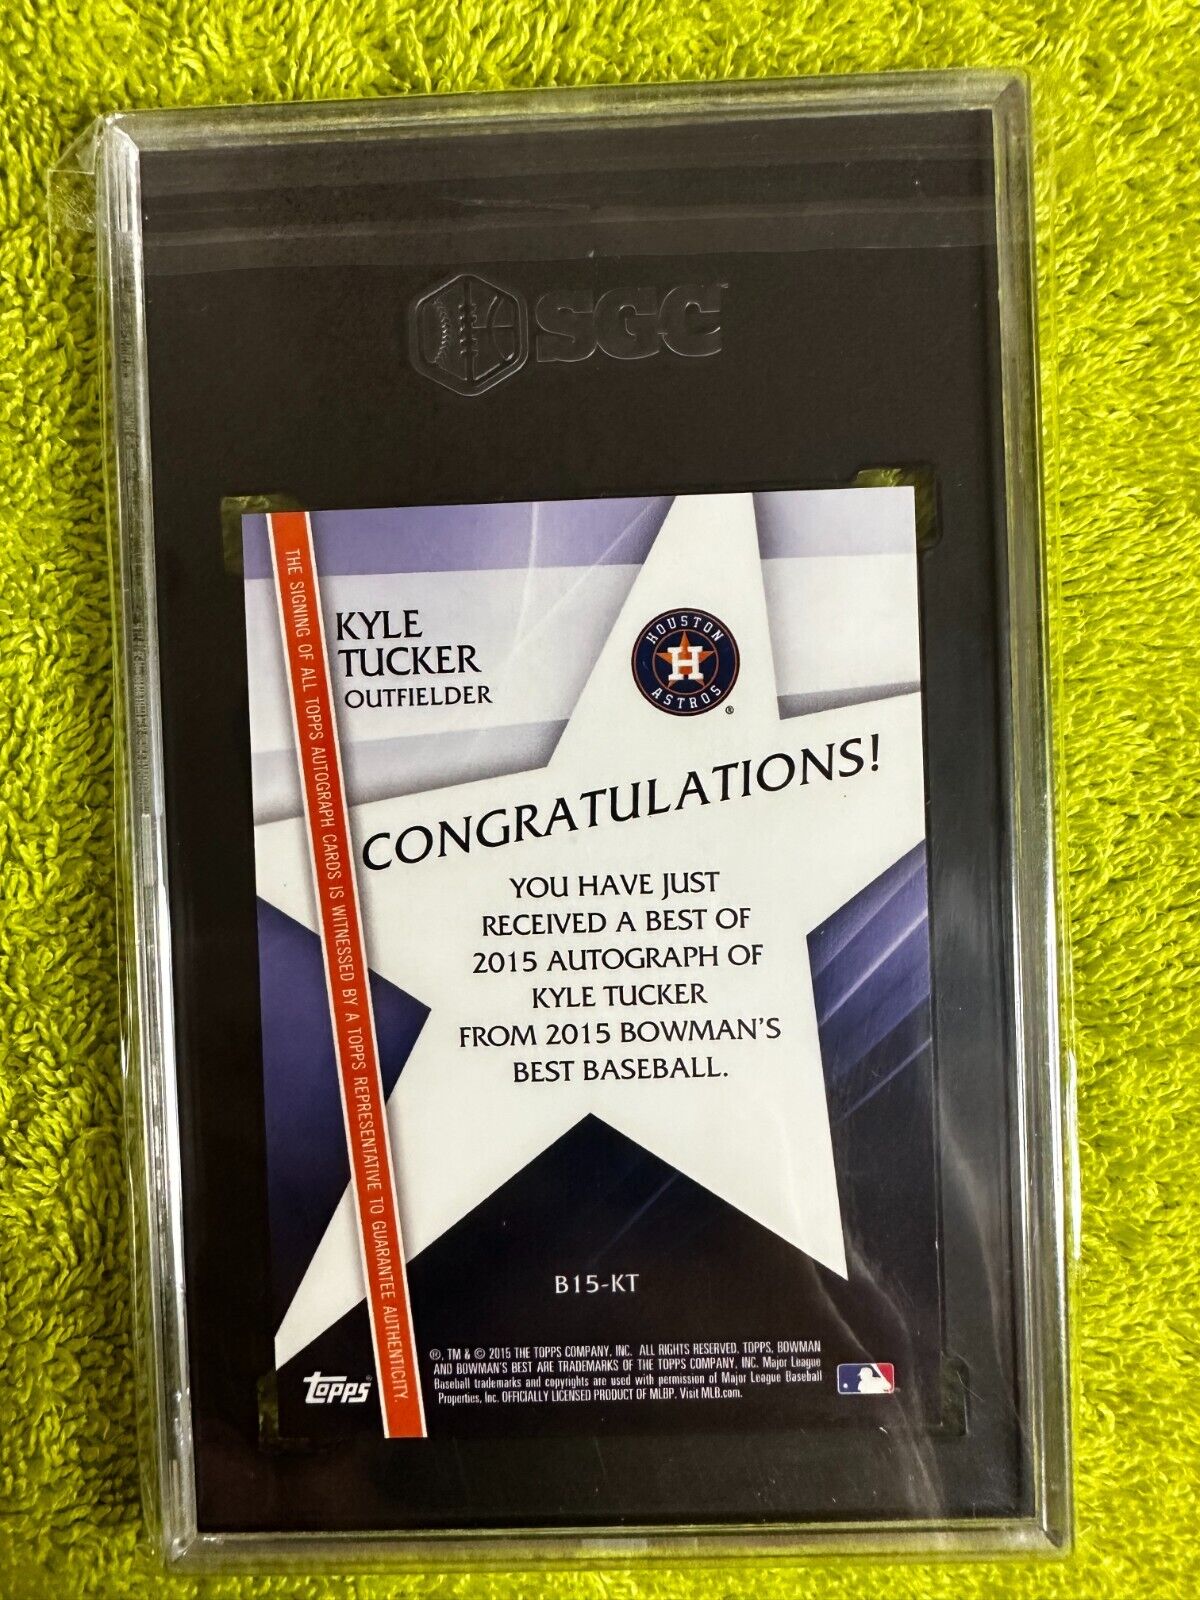 SGC
THE SIGNING OF ALL TOPPS AUTOGRAPH CARDS IS WITNESSED BY A TOPPS REPRESENTATIVE TO GUARANTEE AUTHENTICITY.
KYLE
TUCKER
OUTFIELDER
HOUSTON
H
ASTROS
®
CONGRATULATIONS!
YOU HAVE JUST
RECEIVED A BEST OF
2015 AUTOGRAPH OF
KYLE TUCKER
FROM 2015 BOWMAN'S
BEST BASEBALL.
B15-KT
®, TM & © 2015 THE TOPPS COMPANY, INC. ALL RIGHTS RESERVED. TOPPS, BOWMAN
AND BOWMAN'S BEST ARE TRADEMARKS OF THE TOPPS COMPANY, INC. Major League
Baseball trademarks and copyrights are used with permission of Major League Baseball
Properties, Inc. OFFICIALLY LICENSED PRODUCT OF MLBP. Visit MLB.com.
topps